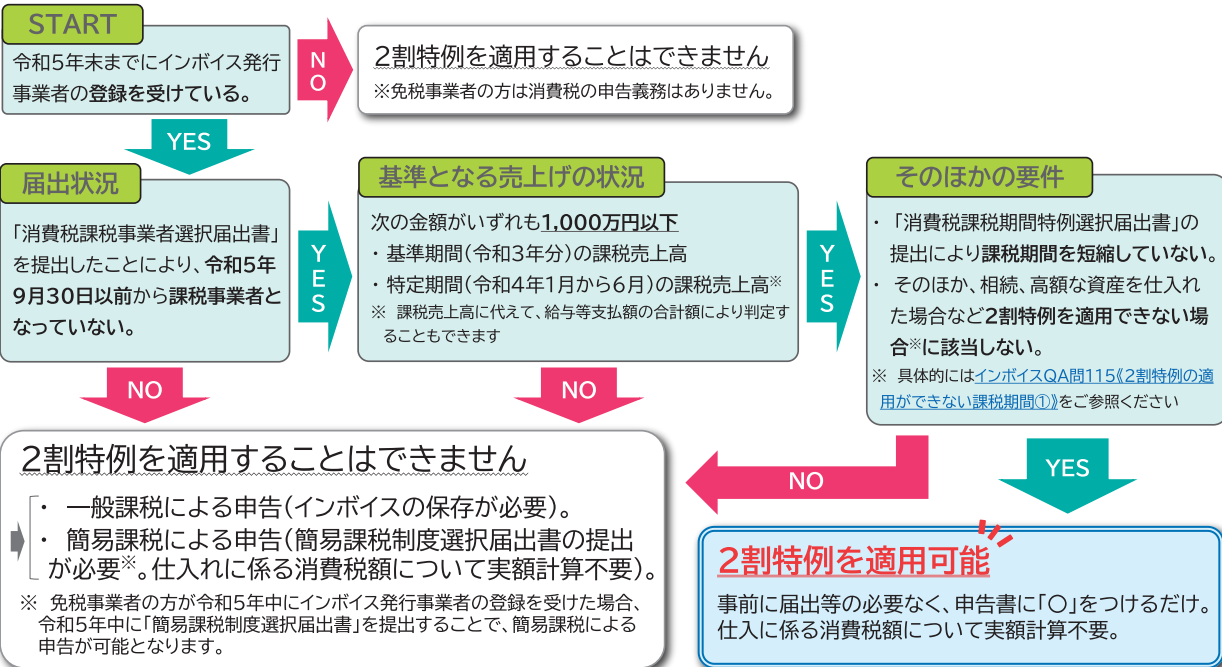 START
令和5年末までにインボイス発行
事業者の登録を受けている。
NO
2割特例を適用することはできません
※免税事業者の方は消費税の申告義務はありません。
YES
届出状況
「消費税課税事業者選択届出書」
を提出したことにより、令和5年
9月30日以前から課税事業者と
なっていない。
YES
基準となる売上げの状況
次の金額がいずれも1,000万円以下
・ 基準期間(令和3年分)の課税売上高
・ 特定期間(令和4年1月から6月)の課税売上高※
※ 課税売上高に代えて、給与等支払額の合計額により判定す
ることもできます
YES
そのほかの要件
・ 「消費税課税期間特例選択届出書」の
提出により課税期間を短縮していない。
・ そのほか、相続、高額な資産を仕入れ
た場合など2割特例を適用できない場
合※に該当しない。
※ 具体的にはインボイスQA問115《2割特例の適
用ができない課税期間①》をご参照ください
NO
NO
NO
YES
2割特例を適用することはできません
・ 一般課税による申告(インボイスの保存が必要)。
・ 簡易課税による申告(簡易課税制度選択届出書の提出
が必要※。仕入れに係る消費税額について実額計算不要)。
※ 免税事業者の方が令和5年中にインボイス発行事業者の登録を受けた場合、
令和5年中に「簡易課税制度選択届出書」を提出することで、簡易課税による
申告が可能となります。
2割特例を適用可能
事前に届出等の必要なく、申告書に「○」をつけるだけ。
仕入に係る消費税額について実額計算不要。